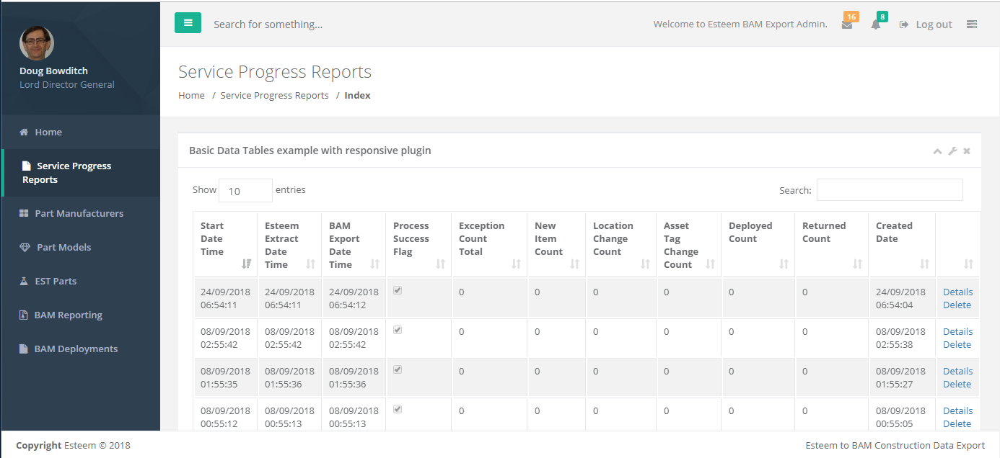 Doug Bowditch
Lord Director General
Home
Service Progress
Reports
Part Manufacturers
Part Models
EST Parts
BAM Reporting
BAM Deployments
Search for something...
Welcome to Esteem BAM Export Admin. 16 8 Log out
Service Progress Reports
Home / Service Progress Reports / Index
Basic Data Tables example with responsive plugin
Show 10 entries Search:
Start Date Time Esteem Extract Date Time BAM Export Date Time Process Success Flag Exception Count Total New Item Count Location Change Count Asset Tag Change Count Deployed Count Returned Count Created Date
24/09/2018 24/09/2018 24/09/2018 0 0 0 0 0 0 24/09/2018 Details
06:54:11 06:54:11 06:54:12 06:54:04 Delete
08/09/2018 08/09/2018 08/09/2018 0 0 0 0 0 0 08/09/2018 Details
02:55:42 02:55:42 02:55:42 02:55:38 Delete
08/09/2018 08/09/2018 08/09/2018 0 0 0 0 0 0 08/09/2018 Details
01:55:35 01:55:36 01:55:36 01:55:27 Delete
08/09/2018 08/09/2018 08/09/2018 0 0 0 0 0 0 08/09/2018 Details
00:55:12 00:55:13 00:55:13 00:55:05 Delete
Copyright Esteem © 2018 Esteem to BAM Construction Data Export